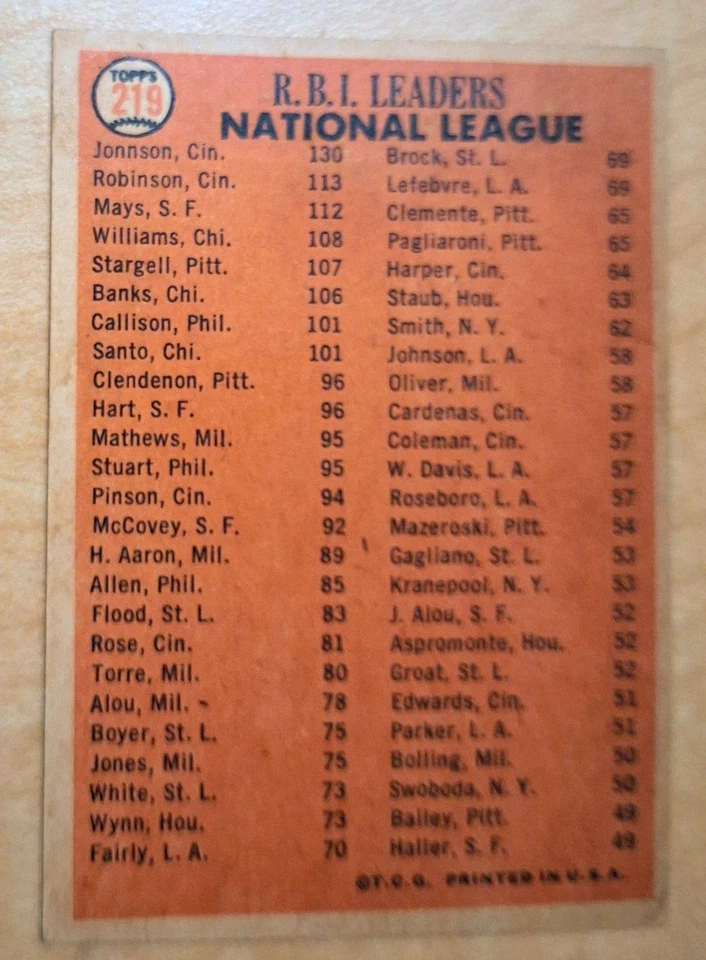 TOPPS
219
R.B.I. LEADERS
NATIONAL LEAGUE
Johnson, Cin. 130
Robinson, Cin. 113
Mays, S. F. 112
Williams, Chi. 108
Stargell, Pitt. 107
Banks, Chi. 106
Callison, Phil. 101
Santo, Chi. 101
Clendenon, Pitt. 96
Hart, S. F. 96
Mathews, Mil. 95
Stuart, Phil. 95
Pinson, Cin. 94
McCovey, S. F. 92
H. Aaron, Mil. 89
Allen, Phil. 85
Flood, St. L. 83
Rose, Cin. 81
Torre, Mil. 80
Alou, Mil. 78
Boyer, St. L. 75
Jones, Mil. 75
White, St. L. 73
Wynn, Hou. 73
Fairly, L. A. 70
Brock, St. L. 69
Lefebvre, L. A. 69
Clemente, Pitt. 65
Pagliaroni, Pitt. 65
Harper, Cin. 64
Staub, Hou. 63
Smith, N. Y. 62
Johnson, L. A. 58
Oliver, Mil. 58
Cardenas, Cin. 57
Coleman, Cin. 57
W. Davis, L. A. 57
Roseboro, L. A. 57
Mazeroski, Pitt. 54
Gagliano, St. L. 53
Kranepool, N. Y. 53
J. Alou, S. F. 52
Aspromonte, Hou. 52
Groat, St. L. 52
Edwards, Cin. 51
Parker, L. A. 51
Bolling, Mil. 50
Swoboda, N. Y. 50
Bailey, Pitt. 49
Haller, S. F. 49
©T.C.G. PRINTED IN U.S.A.